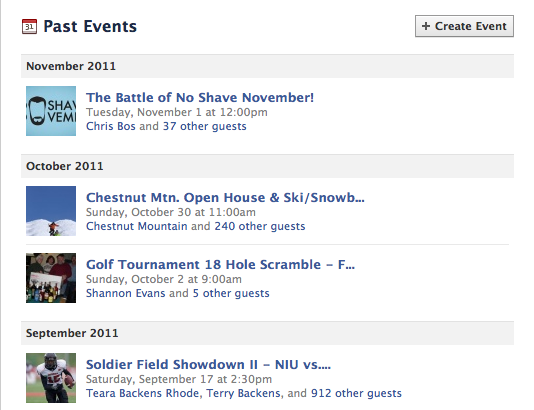 31 Past Events
+ Create Event
November 2011
SHAV
VEM
The Battle of No Shave November!
Tuesday, November 1 at 12:00pm
Chris Bos and 37 other guests
October 2011
Chestnut Mtn. Open House & Ski/Snowb...
Sunday, October 30 at 11:00am
Chestnut Mountain and 240 other guests
Golf Tournament 18 Hole Scramble - F...
Sunday, October 2 at 9:00am
Shannon Evans and 5 other guests
September 2011
Soldier Field Showdown II - NIU vs....
Saturday, September 17 at 2:30pm
Teara Backens Rhode, Terry Backens, and 912 other guests